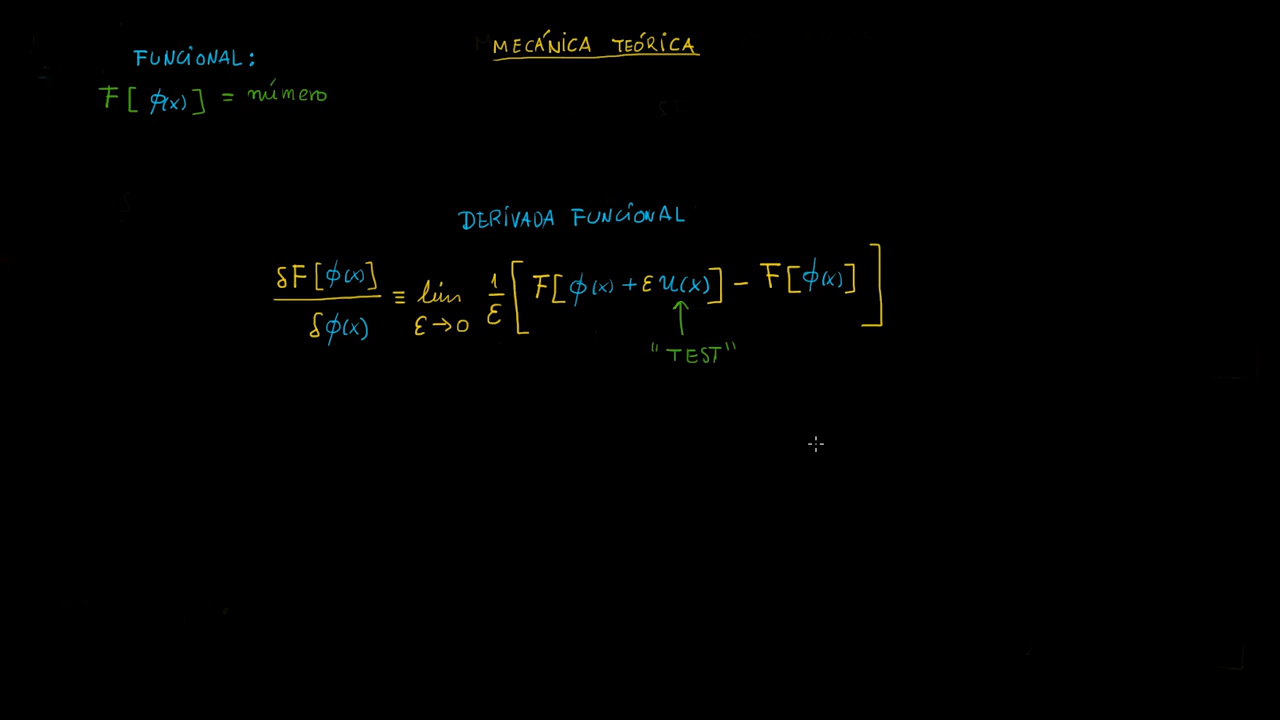 MECÁNICA TEÓRICA
FUNCIONAL:
F[φ(x)] = número
DERIVADA FUNCIONAL
δF[φ(x)] / δφ(x) ≡ lím ε→0 1/ε [F[φ(x) + ε u(x)] − F[φ(x)]]
"TEST"